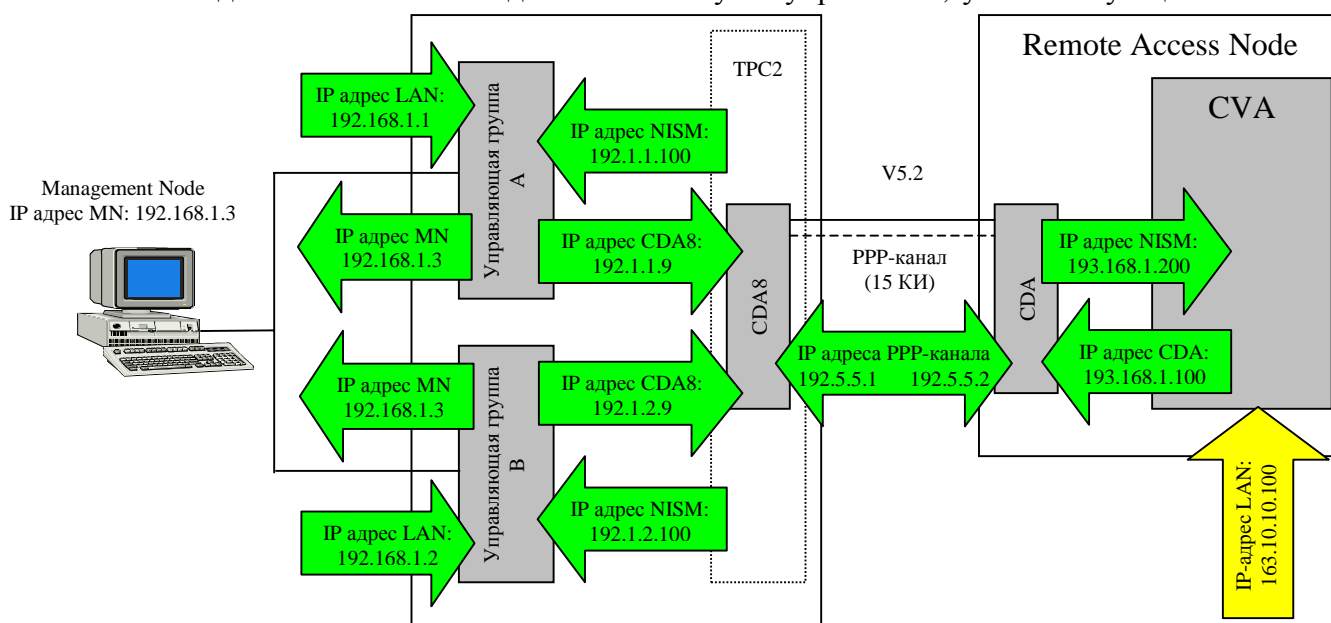 Remote Access Node
TPC2
CVA
IP адрес LAN:
192.168.1.1
Управляющая группа
A
IP адрес NISM:
192.1.1.100
V5.2
Management Node
IP адрес MN: 192.168.1.3
IP адрес MN
192.168.1.3
IP адрес CDA8:
192.1.1.9
CDA8
PPP-канал
(15 КИ)
CDA
IP адрес NISM:
193.168.1.200
IP адрес MN
192.168.1.3
Управляющая группа
B
IP адрес CDA8:
192.1.2.9
IP адреса PPP-канала
192.5.5.1 192.5.5.2
IP адрес CDA:
193.168.1.100
IP адрес LAN:
192.168.1.2
IP адрес NISM:
192.1.2.100
IP-адрес LAN:
163.10.10.100